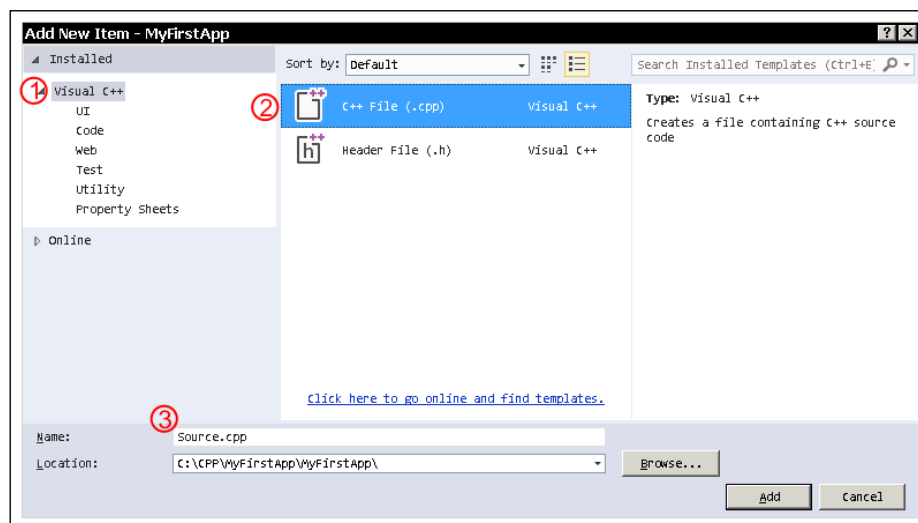 Add New Item - MyFirstApp
? X
Installed
Sort by: Default
Search Installed Templates (Ctrl+E)
① Visual C++
UI
Code
Web
Test
Utility
Property Sheets
Online
② C++ File (.cpp) Visual C++
Header File (.h) Visual C++
Type: Visual C++
Creates a file containing C++ source
code
Click here to go online and find templates.
③
Name: Source.cpp
Location: C:\CPP\MyFirstApp\MyFirstApp\
Browse...
Add Cancel